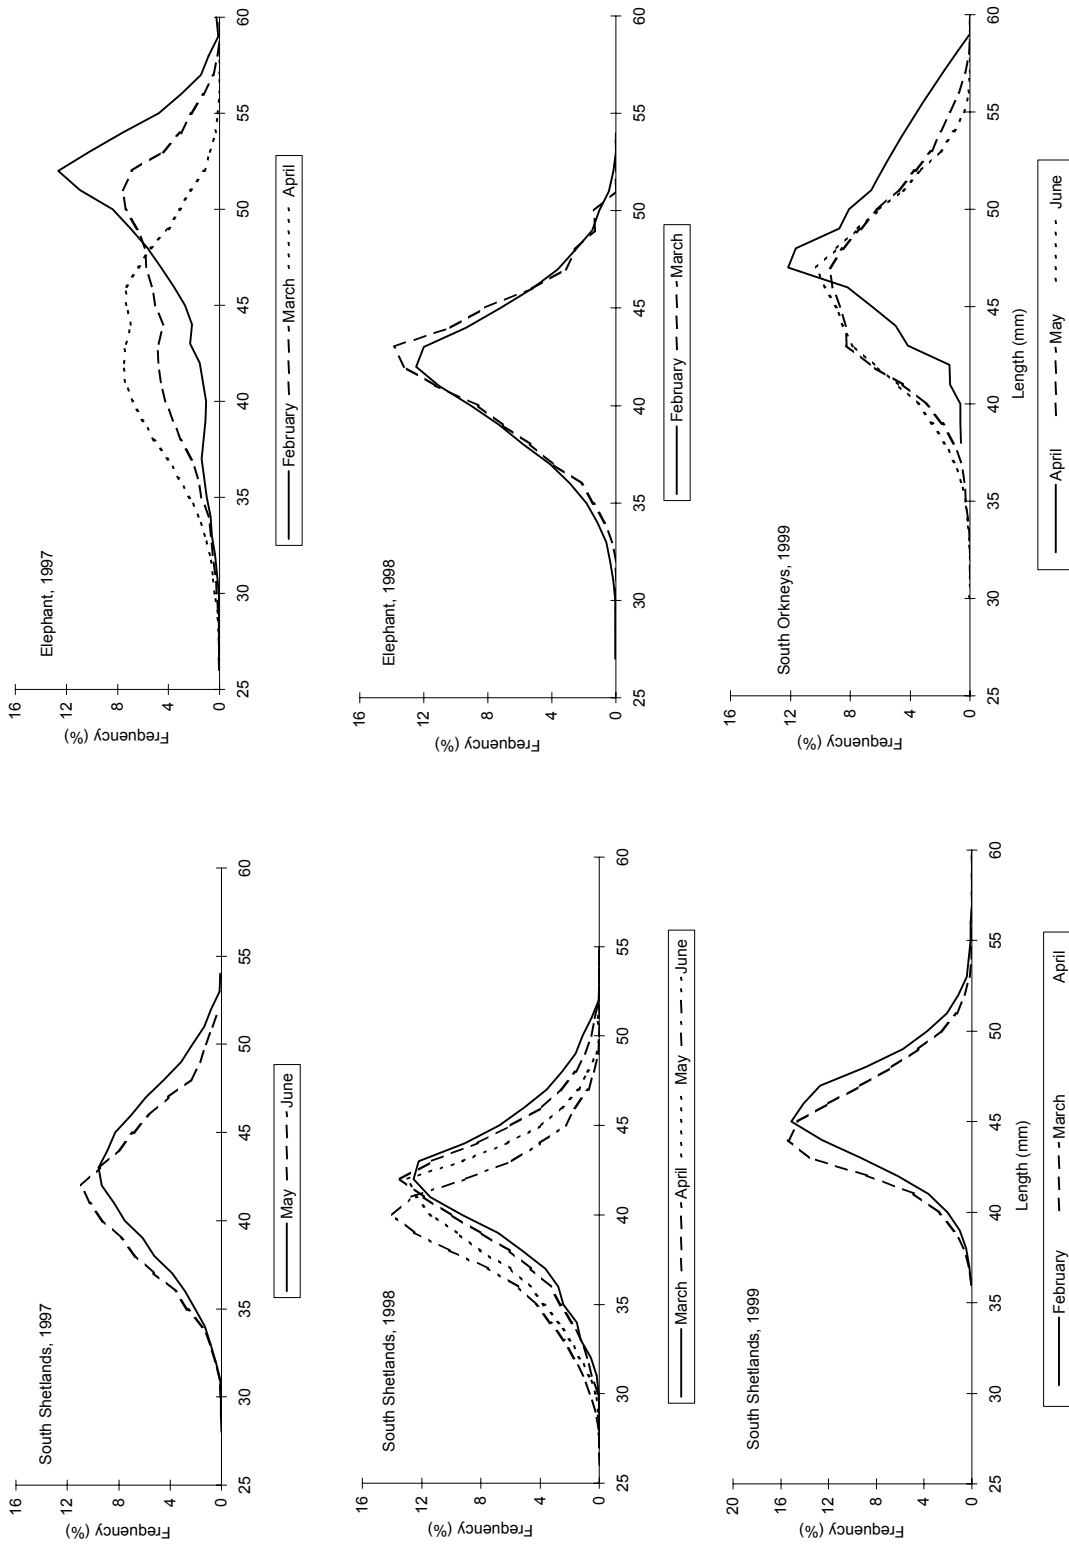 South Shetlands, 1997
Frequency (%)
16
12
8
4
0
25 30 35 40 45 50 55 60
May June
Elephant, 1997
Frequency (%)
16
12
8
4
0
25 30 35 40 45 50 55 60
February March April
South Shetlands, 1998
Frequency (%)
16
12
8
4
0
25 30 35 40 45 50 55 60
March April May June
Elephant, 1998
Frequency (%)
16
12
8
4
0
25 30 35 40 45 50 55 60
February March
South Shetlands, 1999
Frequency (%)
20
16
12
8
4
0
25 30 35 40 45 50 55 60
Length (mm)
February March April
South Orkneys, 1999
Frequency (%)
16
12
8
4
0
25 30 35 40 45 50 55 60
Length (mm)
April May June